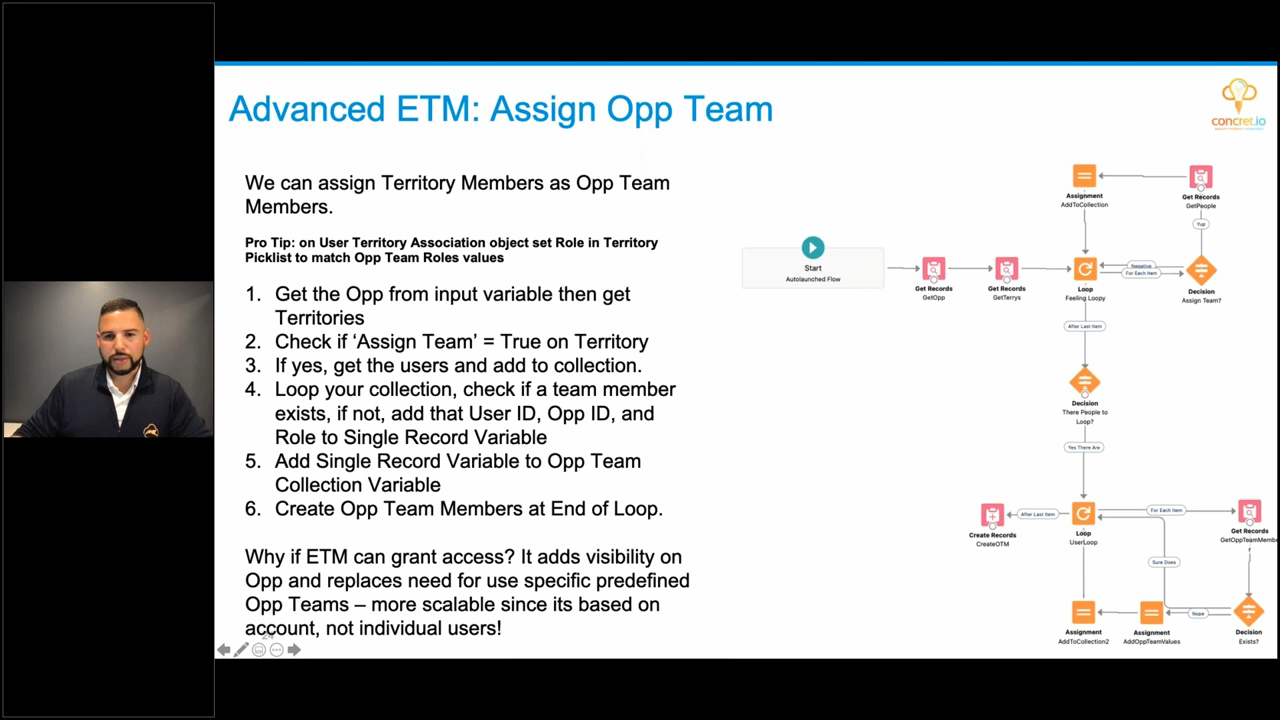 Advanced ETM: Assign Opp Team
concret.io
We can assign Territory Members as Opp Team
Members.
Pro Tip: on User Territory Association object set Role in Territory
Picklist to match Opp Team Roles values
1. Get the Opp from input variable then get
Territories
2. Check if ‘Assign Team’ = True on Territory
3. If yes, get the users and add to collection.
4. Loop your collection, check if a team member
exists, if not, add that User ID, Opp ID, and
Role to Single Record Variable
5. Add Single Record Variable to Opp Team
Collection Variable
6. Create Opp Team Members at End of Loop.
Why if ETM can grant access? It adds visibility on
Opp and replaces need for use specific predefined
Opp Teams – more scalable since its based on
account, not individual users!
Assignment
AddToCollection
Get Records
GetPeople
Yup
Start
Autolaunched Flow
Get Records
GetOpp
Get Records
GetTerrys
Loop
Feeling Loopy
Negative
For Each Item
Decision
Assign Team?
After Last Item
Decision
There People to
Loop?
Yes There Are
Create Records
CreateOTM
After Last Item
Loop
UserLoop
For Each Item
Get Records
GetOppTeamMembe
r
Sure Does
Assignment
AddToCollection2
Assignment
AddOppTeamValues
Nope
Decision
Exists?